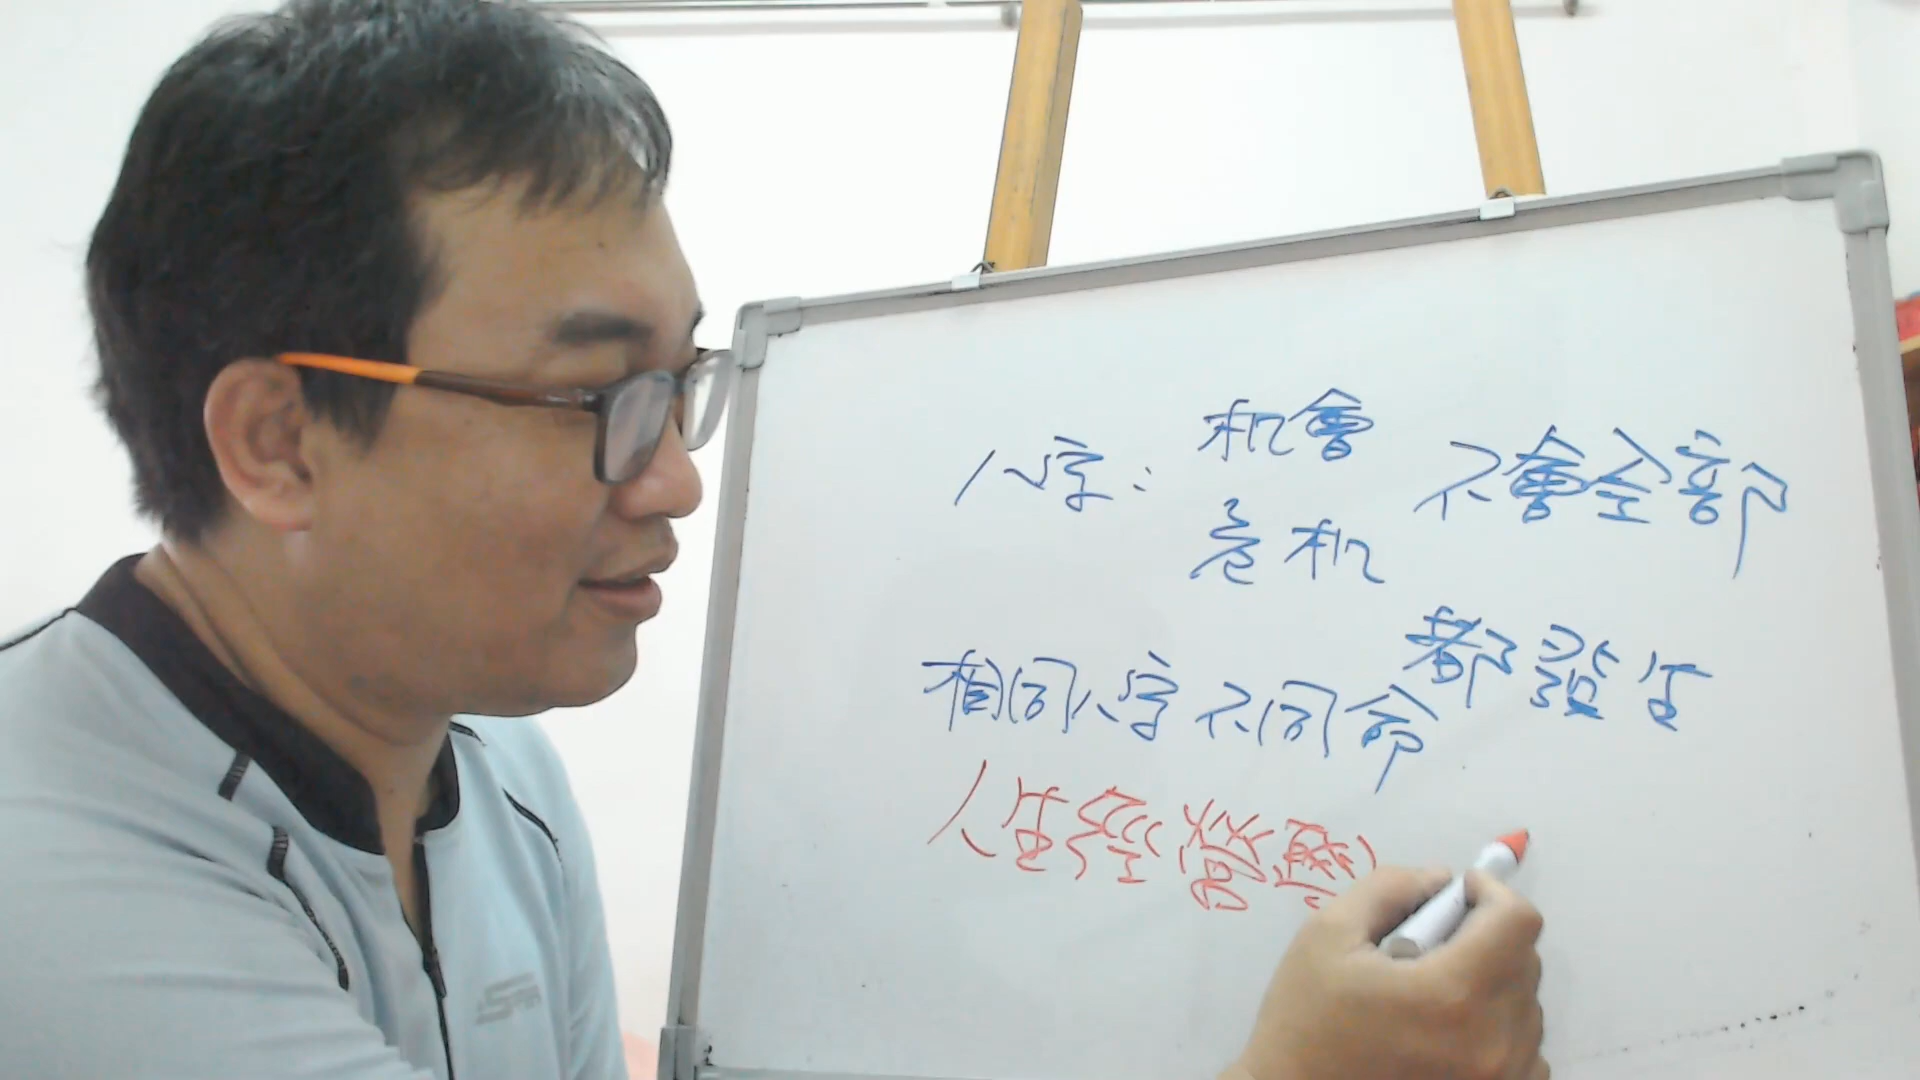 八字：机會 不會全部
危机
都發生
相同八字不同命
人生經營選